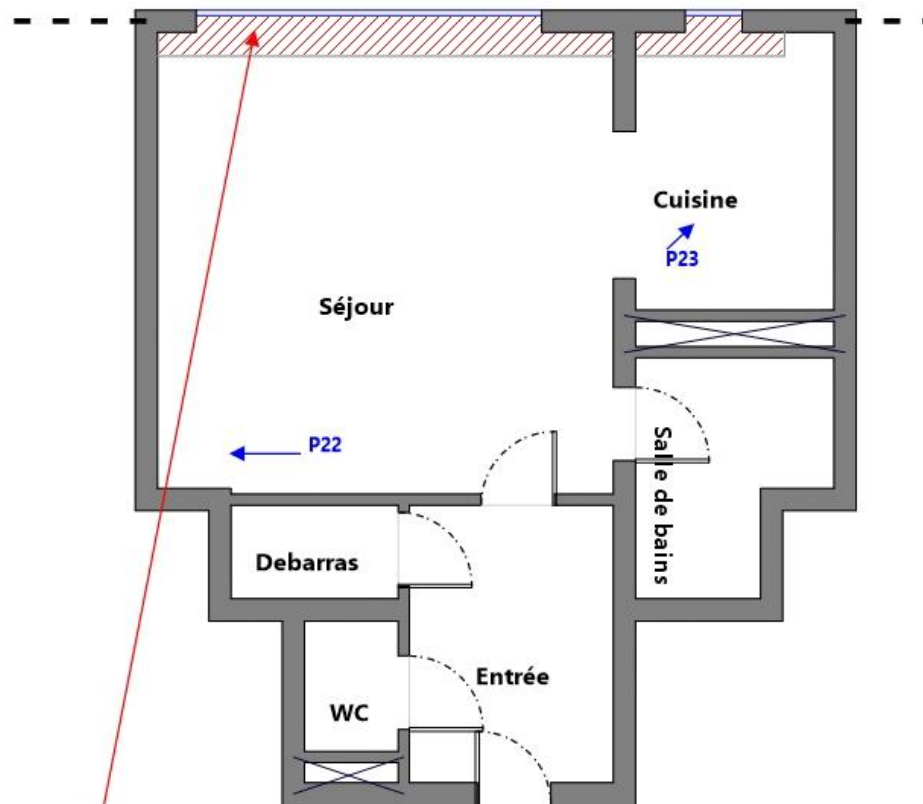 Cuisine
P23
Séjour
P22
Salle de bains
Debarras
Entrée
WC